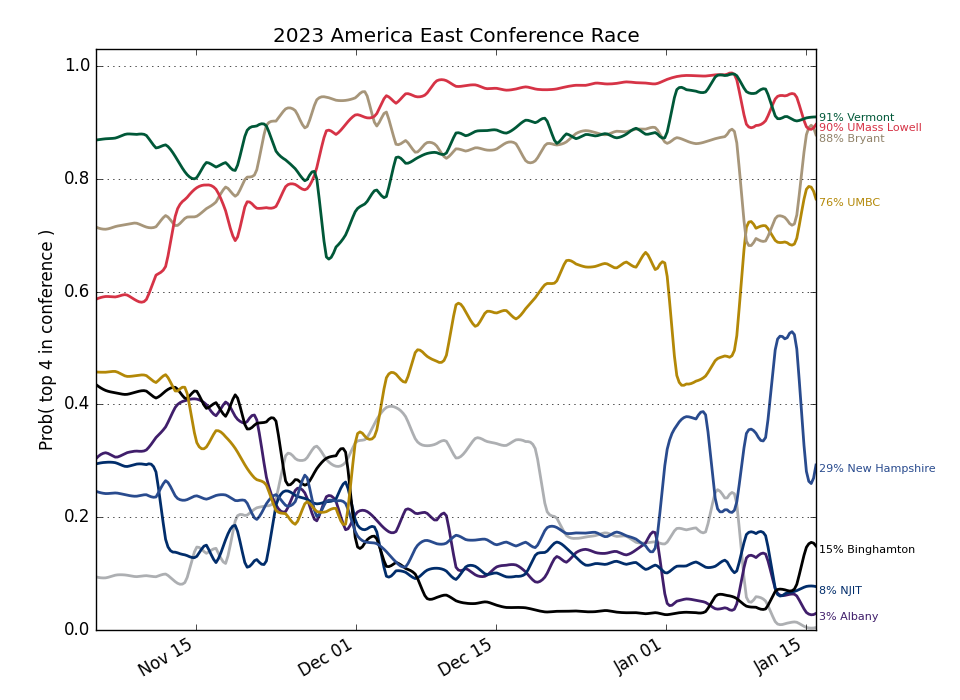 2023 America East Conference Race
Prob( top 4 in conference )
1.0
0.8
0.6
0.4
0.2
0.0
Nov 15
Dec 01
Dec 15
Jan 01
Jan 15
91% Vermont
90% UMass Lowell
88% Bryant
76% UMBC
29% New Hampshire
15% Binghamton
8% NJIT
3% Albany